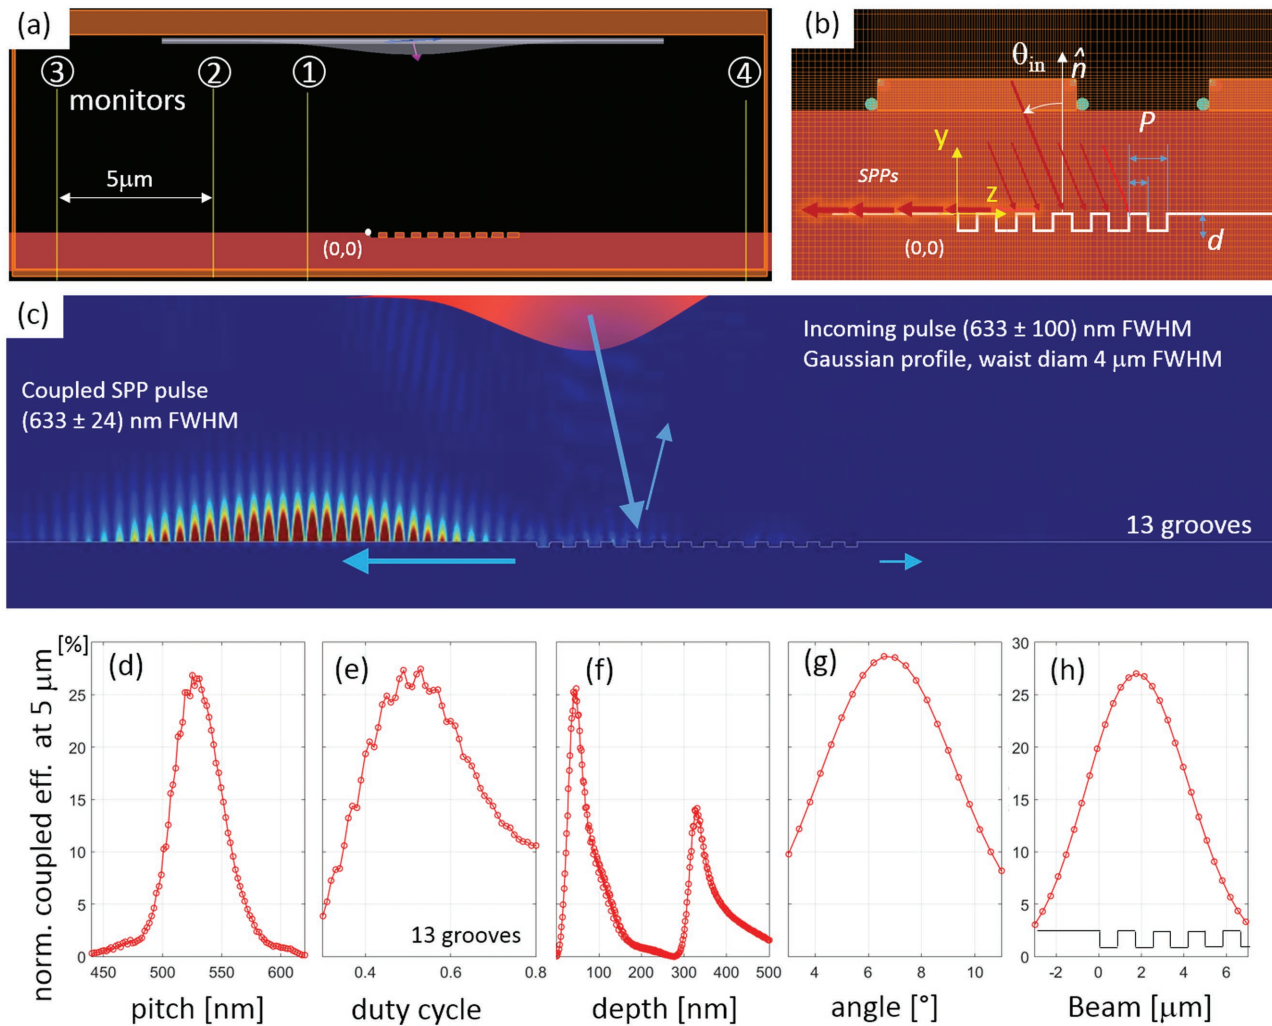 (a)
③
②
①
④
monitors
5μm
(0,0)
(b)
θin
n̂
P
y
SPPs
z
(0,0)
d
(c)
Incoming pulse (633 ± 100) nm FWHM
Gaussian profile, waist diam 4 μm FWHM
Coupled SPP pulse
(633 ± 24) nm FWHM
13 grooves
norm. coupled eff. at 5 μm [%]
(d)
25
20
15
10
5
0
450 500 550 600
pitch [nm]
(e)
13 grooves
0.4 0.6 0.8
duty cycle
(f)
0 100 200 300 400 500
depth [nm]
(g)
4 6 8 10
angle [°]
(h)
30
25
20
15
10
5
0
-2 0 2 4 6
Beam [μm]